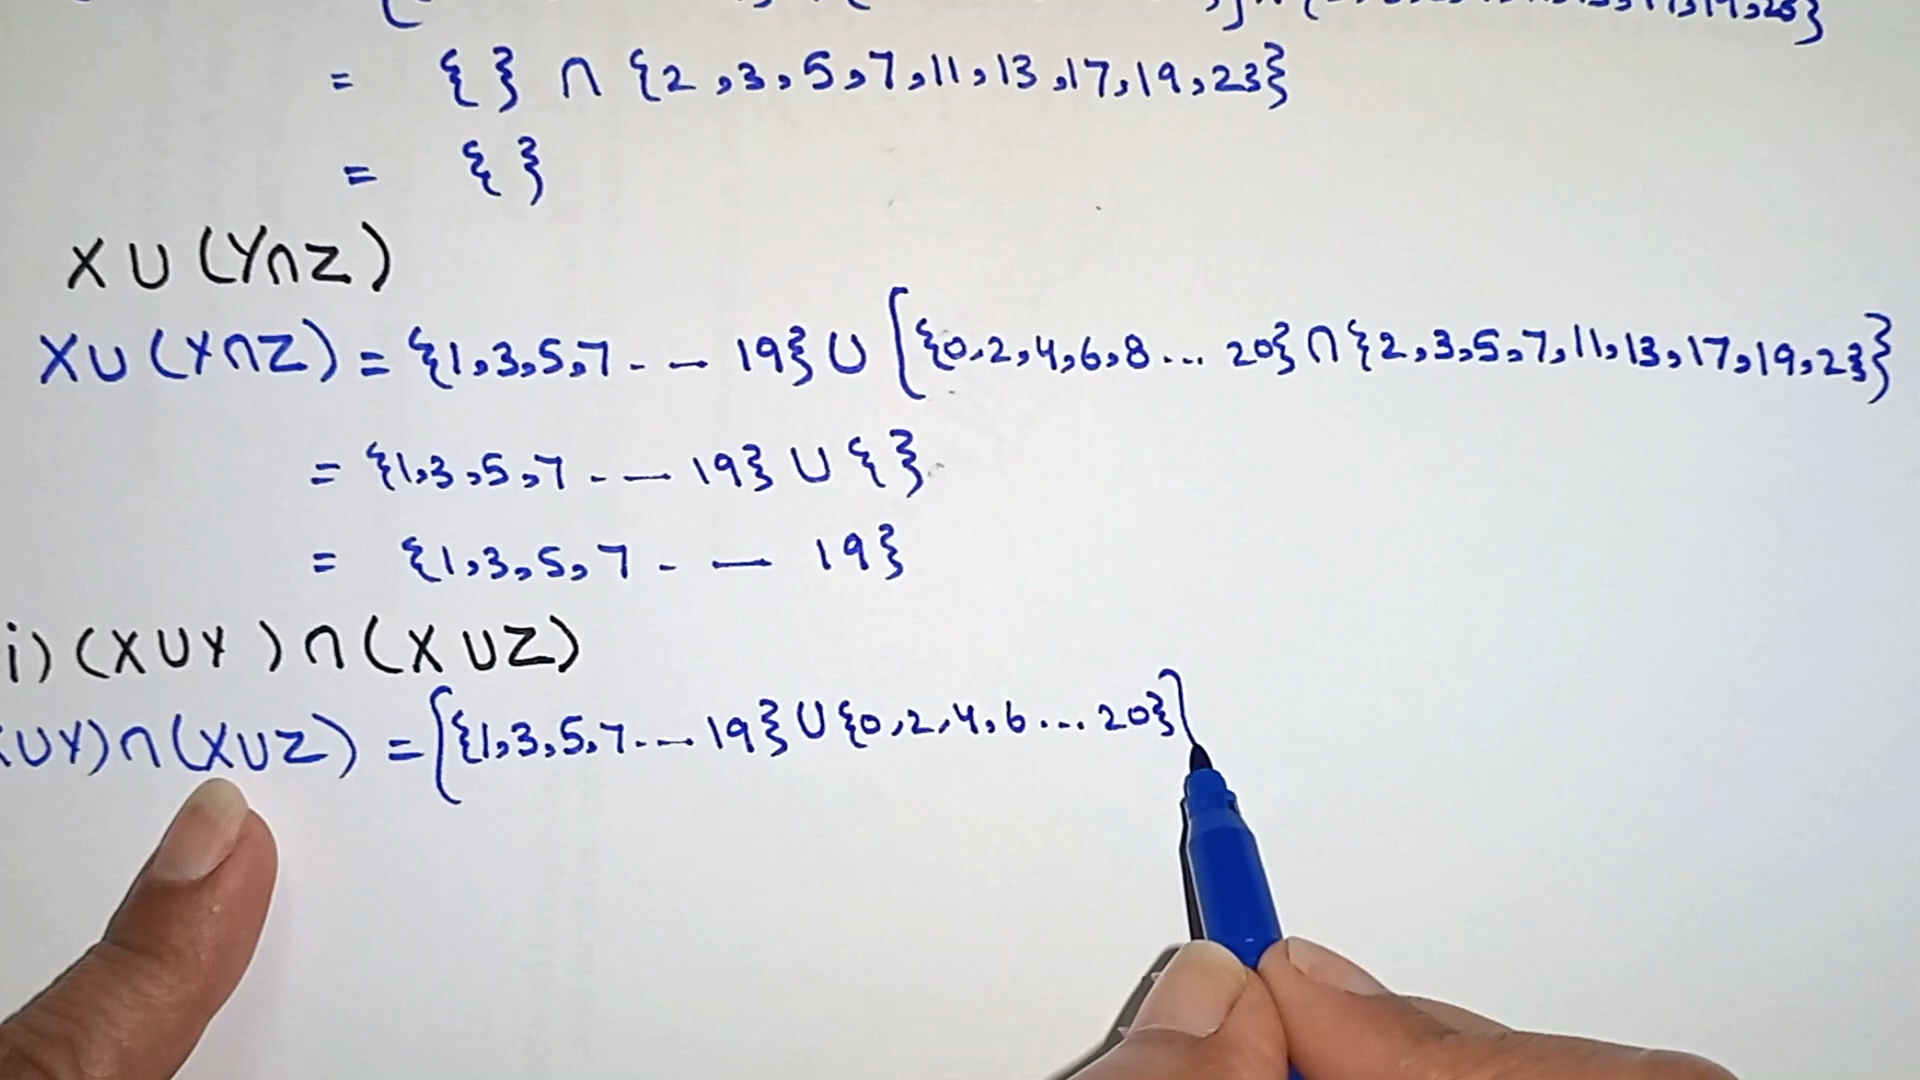 = { } ∩ {2,3,5,7,11,13,17,19,23}
= { }
X∪(Y∩Z)
X∪(Y∩Z) = {1,3,5,7 - — 19} ∪ [{0,2,4,6,8... 20} ∩ {2,3,5,7,11,13,17,19,23}
= {1,3,5,7 - — 19} ∪ { }
= {1,3,5,7 - — 19}
i) (X∪Y)∩(X∪Z)
∪Y)∩(X∪Z) = [{1,3,5,7..— 19} ∪ {0,2,4,6... 20}]